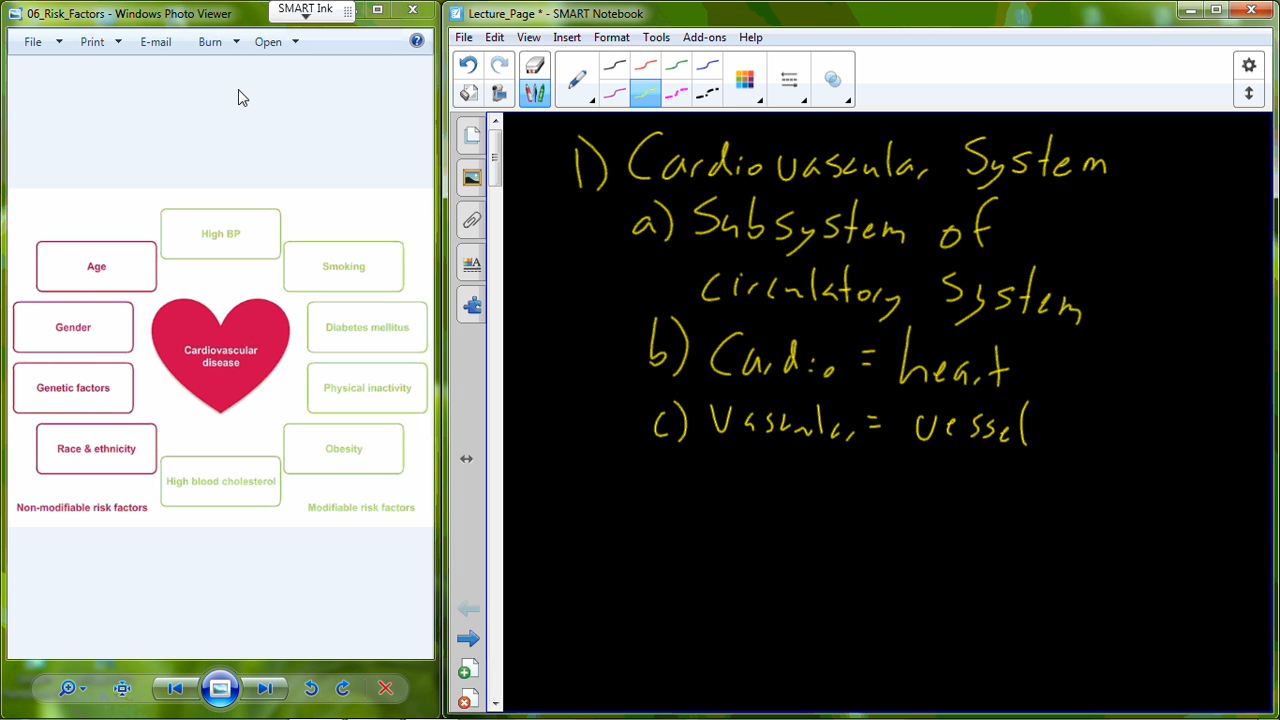 06_Risk_Factors - Windows Photo Viewer
SMART Ink
File Print E-mail Burn Open
High BP
Age
Smoking
Gender
Diabetes mellitus
Cardiovascular
disease
Genetic factors
Physical inactivity
Race & ethnicity
Obesity
High blood cholesterol
Non-modifiable risk factors
Modifiable risk factors
Lecture_Page * - SMART Notebook
File Edit View Insert Format Tools Add-ons Help
1) Cardiovascular System
a) Subsystem of
circulatory system
b) Cardio = heart
c) Vascular = vessel